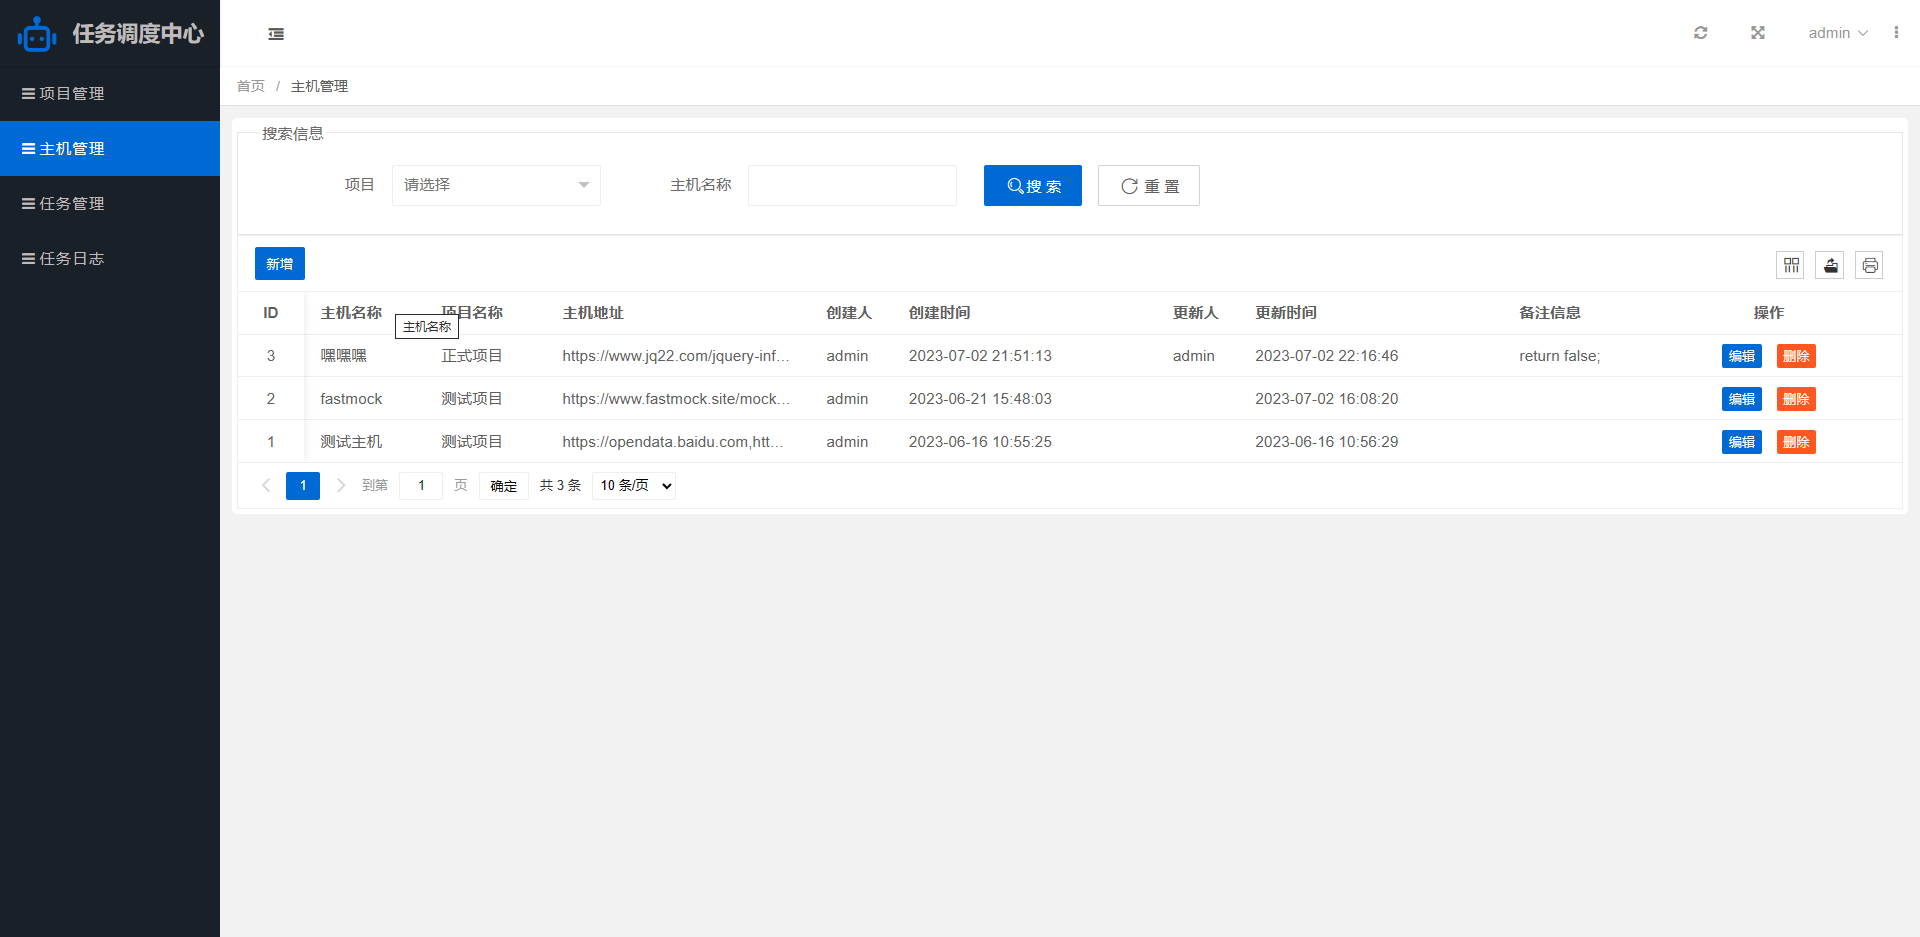 任务调度中心
项目管理
主机管理
任务管理
任务日志
admin
首页 / 主机管理
搜索信息
项目 请选择 主机名称 搜 索 重 置
新增
ID 主机名称 项目名称 主机地址 创建人 创建时间 更新人 更新时间 备注信息 操作
主机名称
3 嘿嘿嘿 正式项目 https://www.jq22.com/jquery-inf... admin 2023-07-02 21:51:13 admin 2023-07-02 22:16:46 return false; 编辑 删除
2 fastmock 测试项目 https://www.fastmock.site/mock... admin 2023-06-21 15:48:03 2023-07-02 16:08:20 编辑 删除
1 测试主机 测试项目 https://opendata.baidu.com,htt... admin 2023-06-16 10:55:25 2023-06-16 10:56:29 编辑 删除
1 到第 1 页 确定 共 3 条 10 条/页